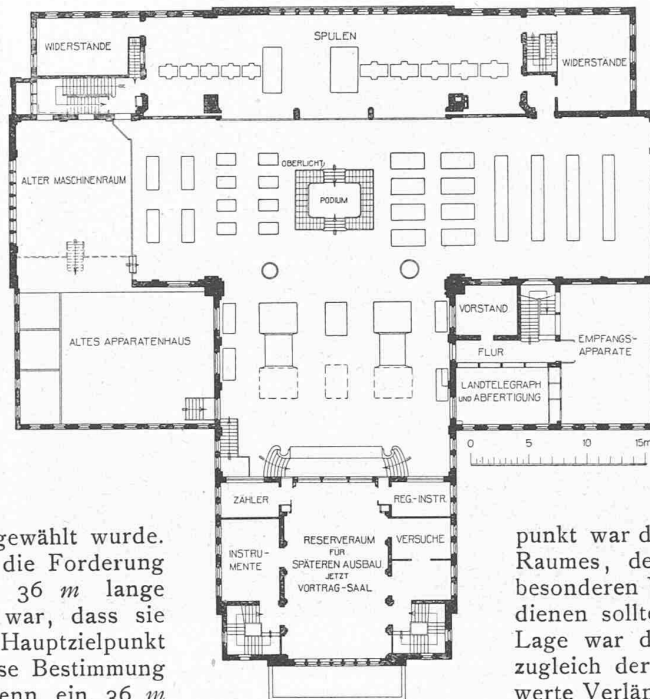 WIDERSTÄNDE
SPULEN
WIDERSTÄNDE
ALTER MASCHINENRAUM
OBERLICHT
PODIUM
ALTES APPARATENHAUS
VORSTAND
FLUR
EMPFANGS-
APPARATE
LANDTELEGRAPH
UND ABFERTIGUNG
0 5 10 15m
ZÄHLER
REG.-INSTR.
INSTRU-
MENTE
RESERVERAUM
FÜR
SPÄTEREN AUSBAU
JETZT
VORTRAG-SAAL
VERSUCHE
gewählt wurde.
die Forderung
36 m lange
war, dass sie
Hauptzielpunkt
se Bestimmung
enn ein 36 m
punkt war d
Raumes, de
besonderen
dienen sollte
Lage war d
zugleich der
werte Verlän